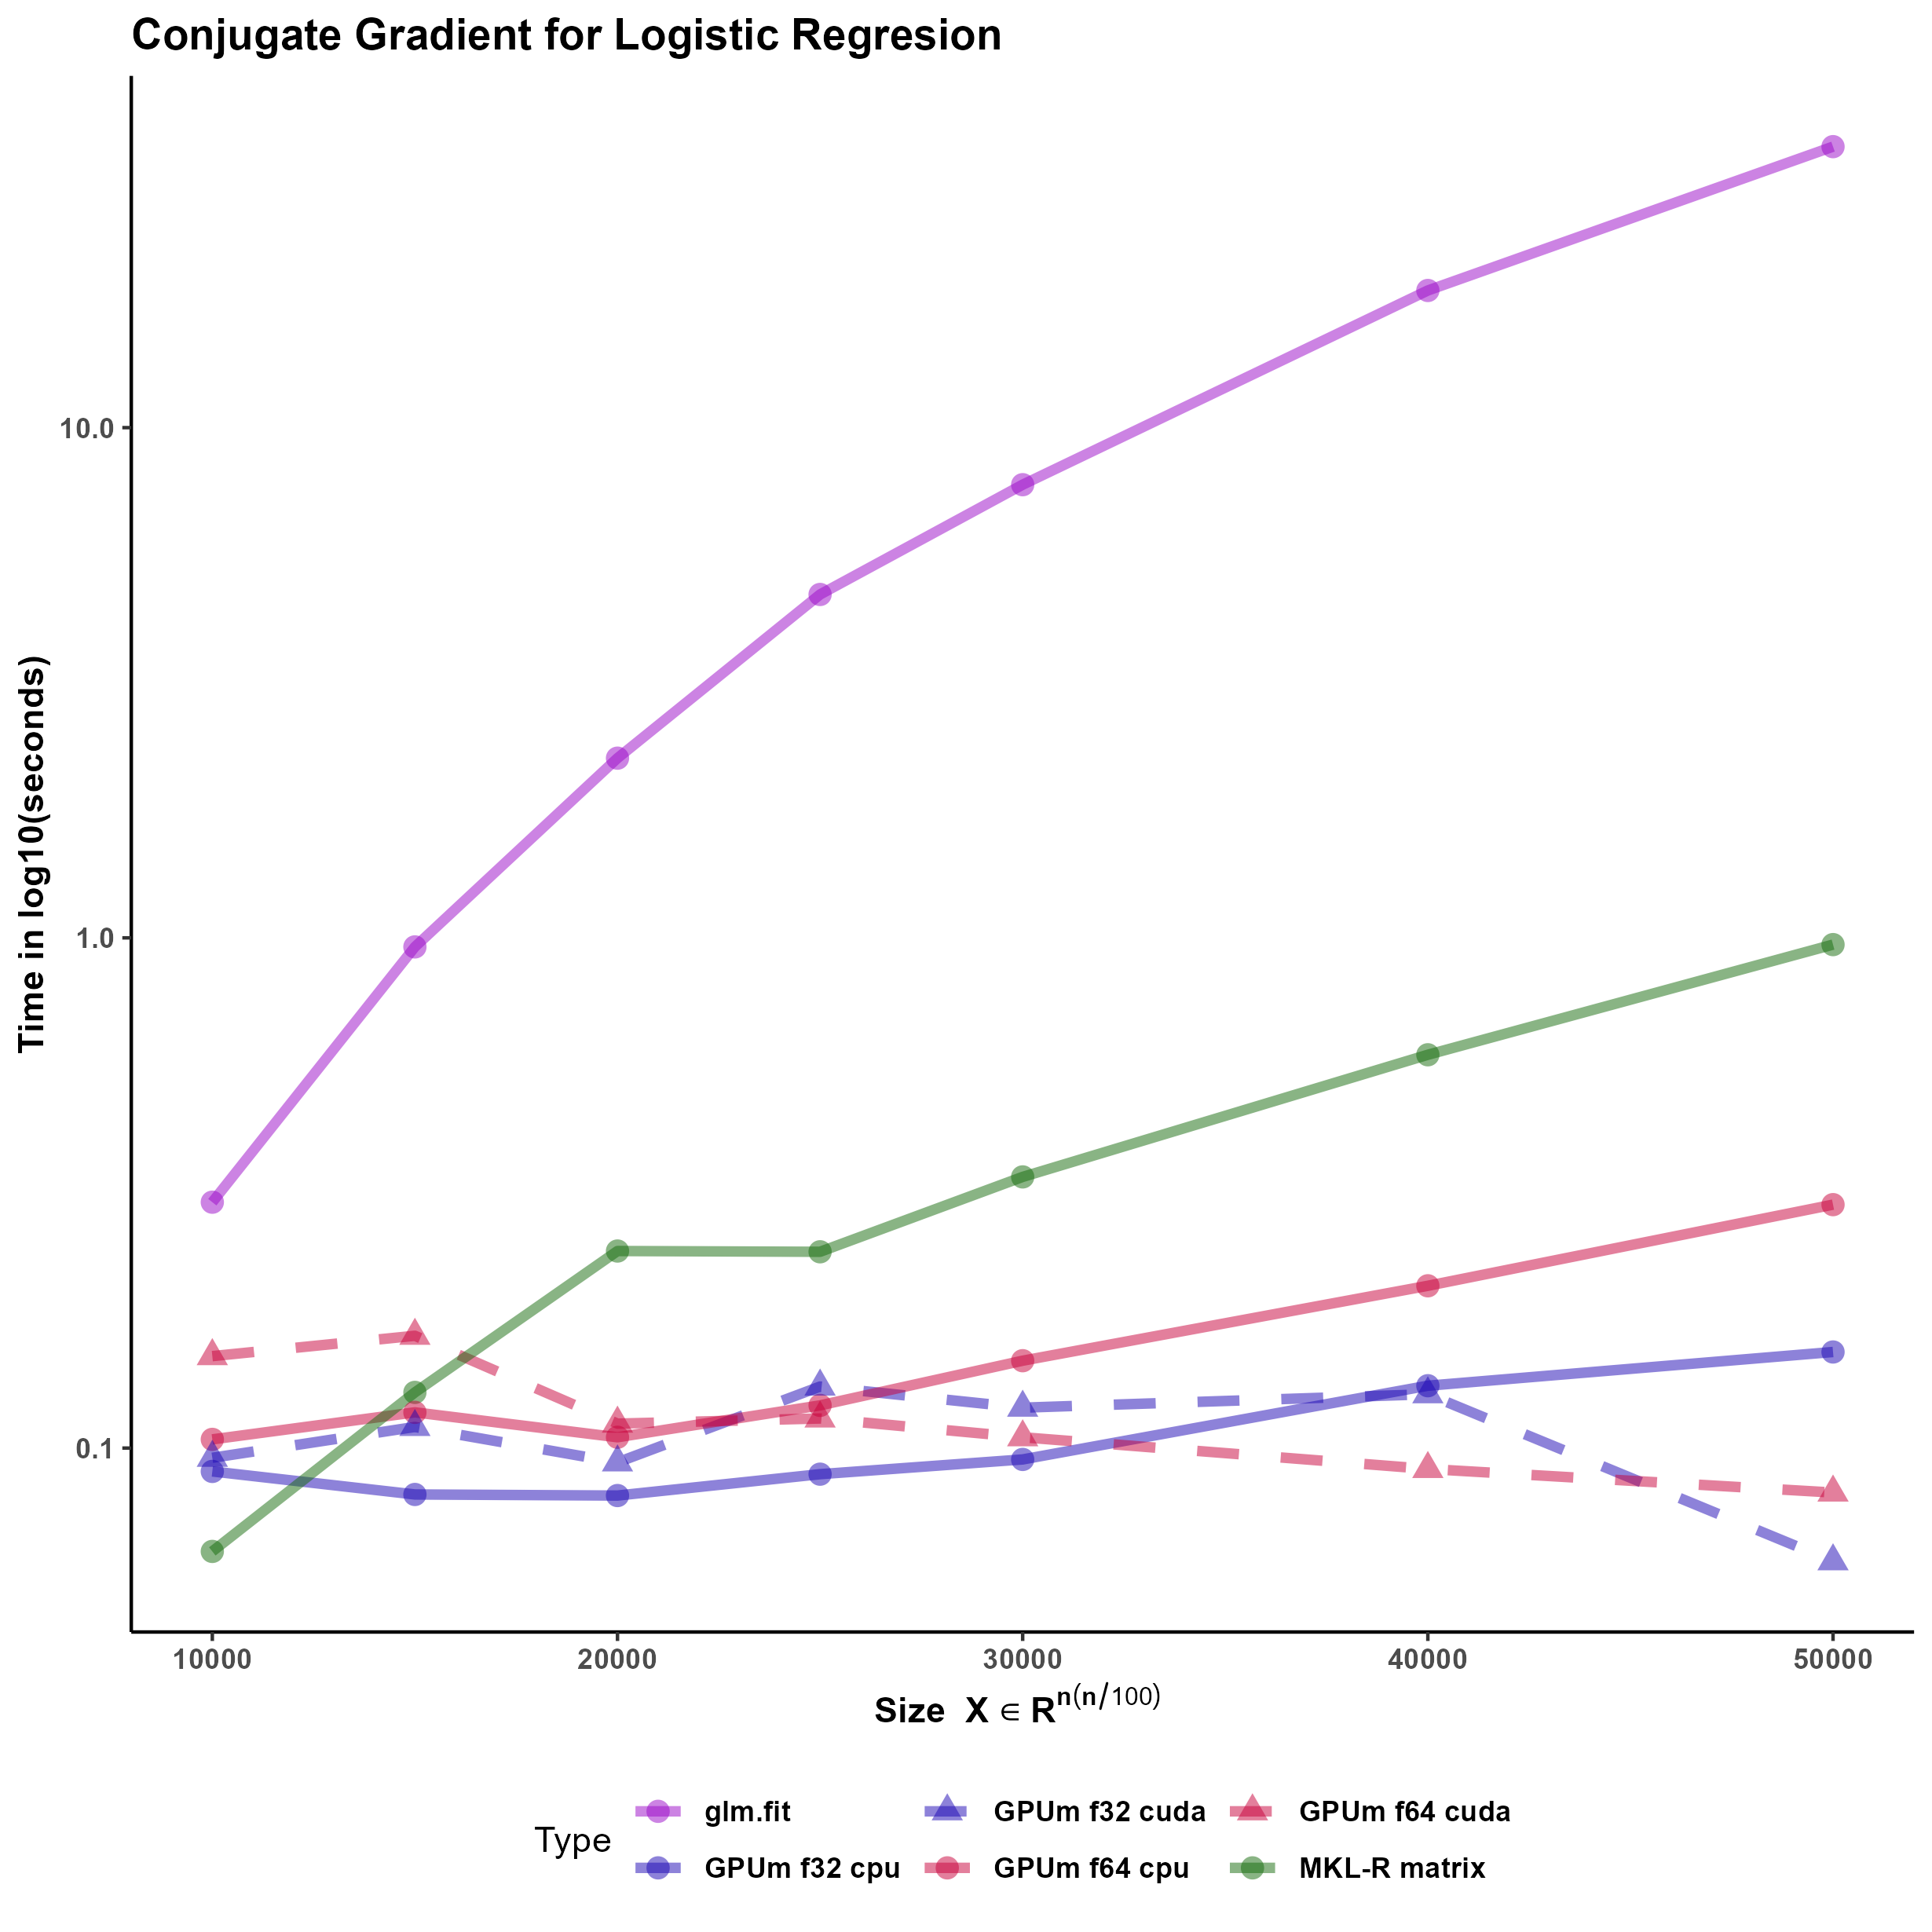 Conjugate Gradient for Logistic Regresion
Time in log10(seconds)
10.0
1.0
0.1
10000 20000 30000 40000 50000
Size X ∈ R^n(n/100)
Type
glm.fit GPUm f32 cuda GPUm f64 cuda
GPUm f32 cpu GPUm f64 cpu MKL-R matrix